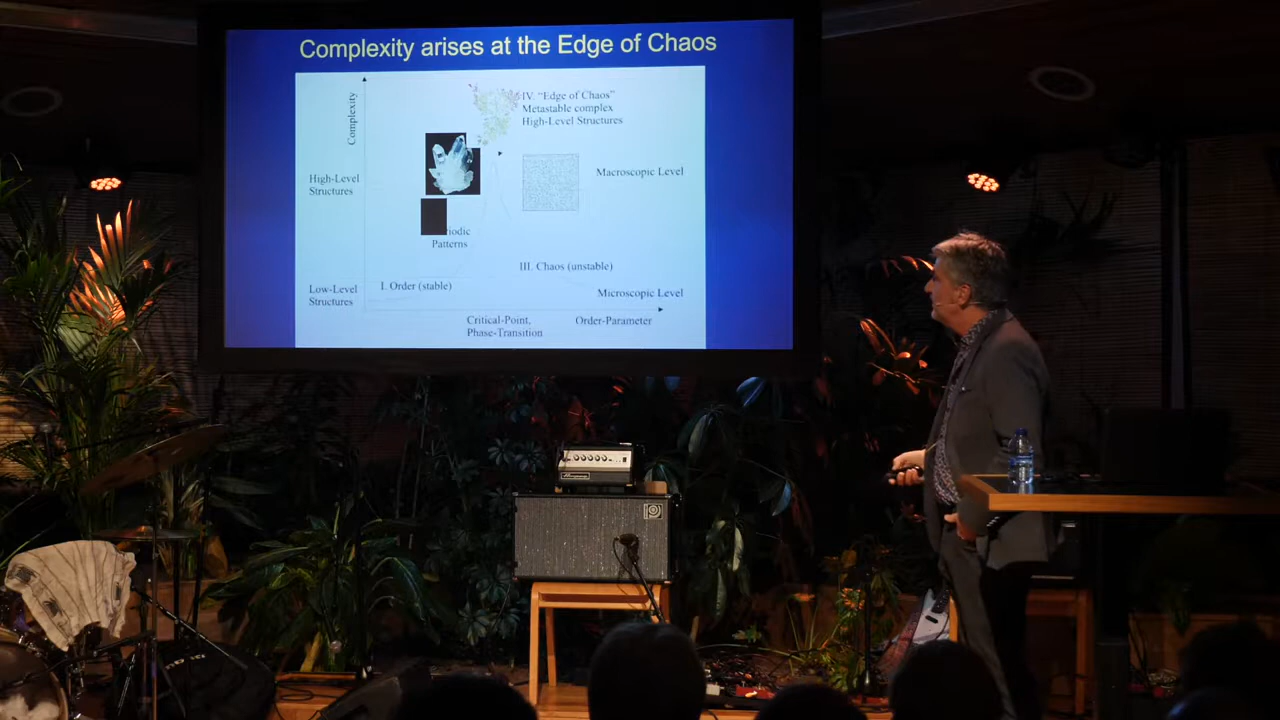 Complexity arises at the Edge of Chaos
Complexity
IV. "Edge of Chaos"
Metastable complex
High-Level Structures
High-Level
Structures
Macroscopic Level
Patterns
III. Chaos (unstable)
I. Order (stable)
Low-Level
Structures
Microscopic Level
Critical-Point,
Phase-Transition
Order-Parameter
Ampeg